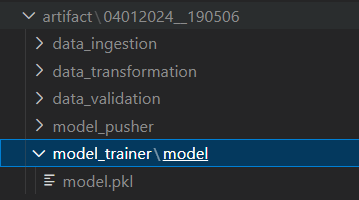 artifact\04012024__190506
data_ingestion
data_transformation
data_validation
model_pusher
model_trainer\model
model.pkl